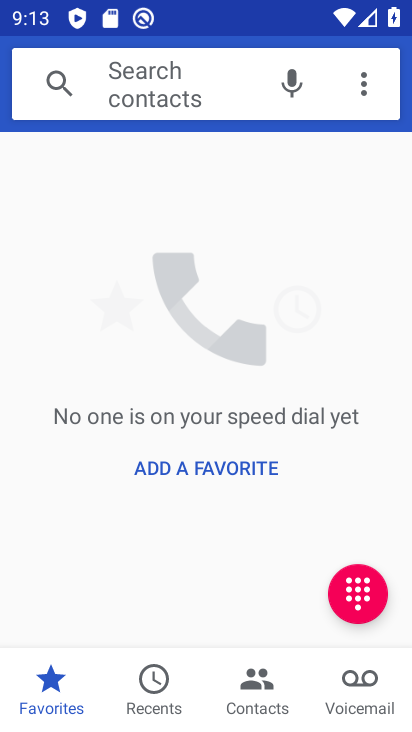 9:13
Search
contacts
No one is on your speed dial yet
ADD A FAVORITE
Favorites
Recents
Contacts
Voicemail